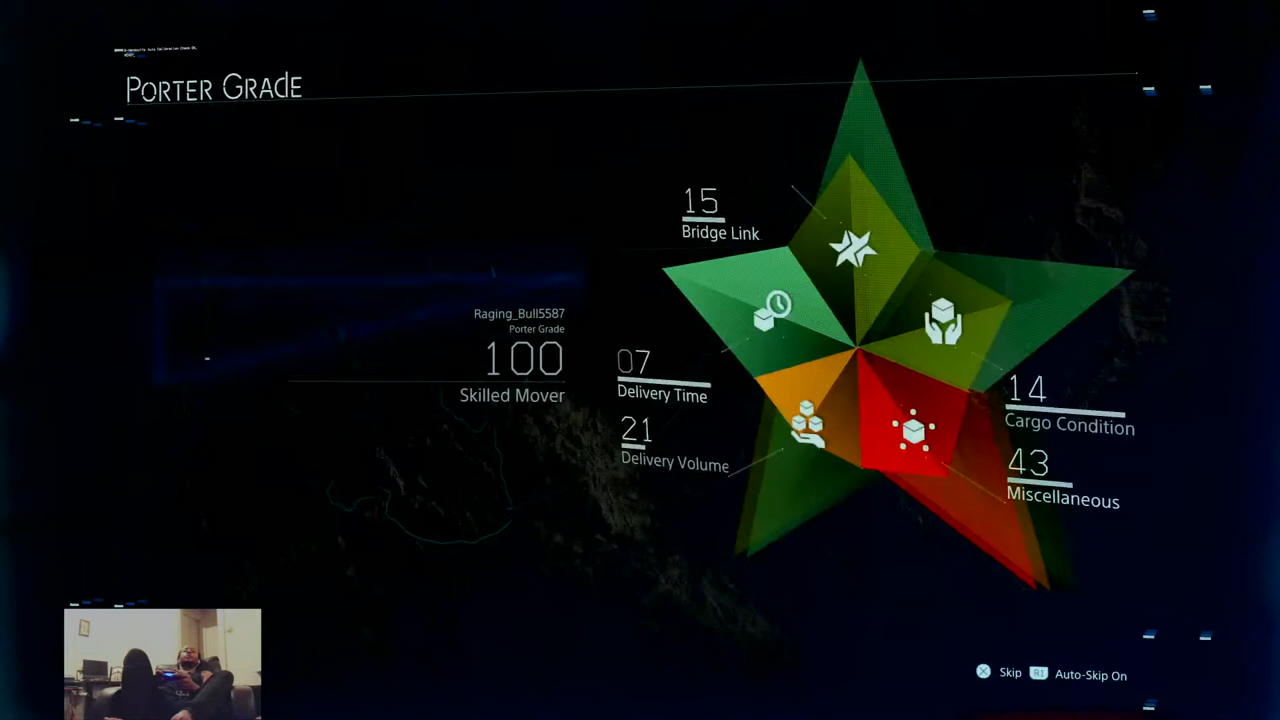 PORTER GRADE
15
Bridge Link
Raging_Bull5587
Porter Grade
100
Skilled Mover
07
Delivery Time
21
Delivery Volume
14
Cargo Condition
43
Miscellaneous
Skip
R1
Auto-Skip On